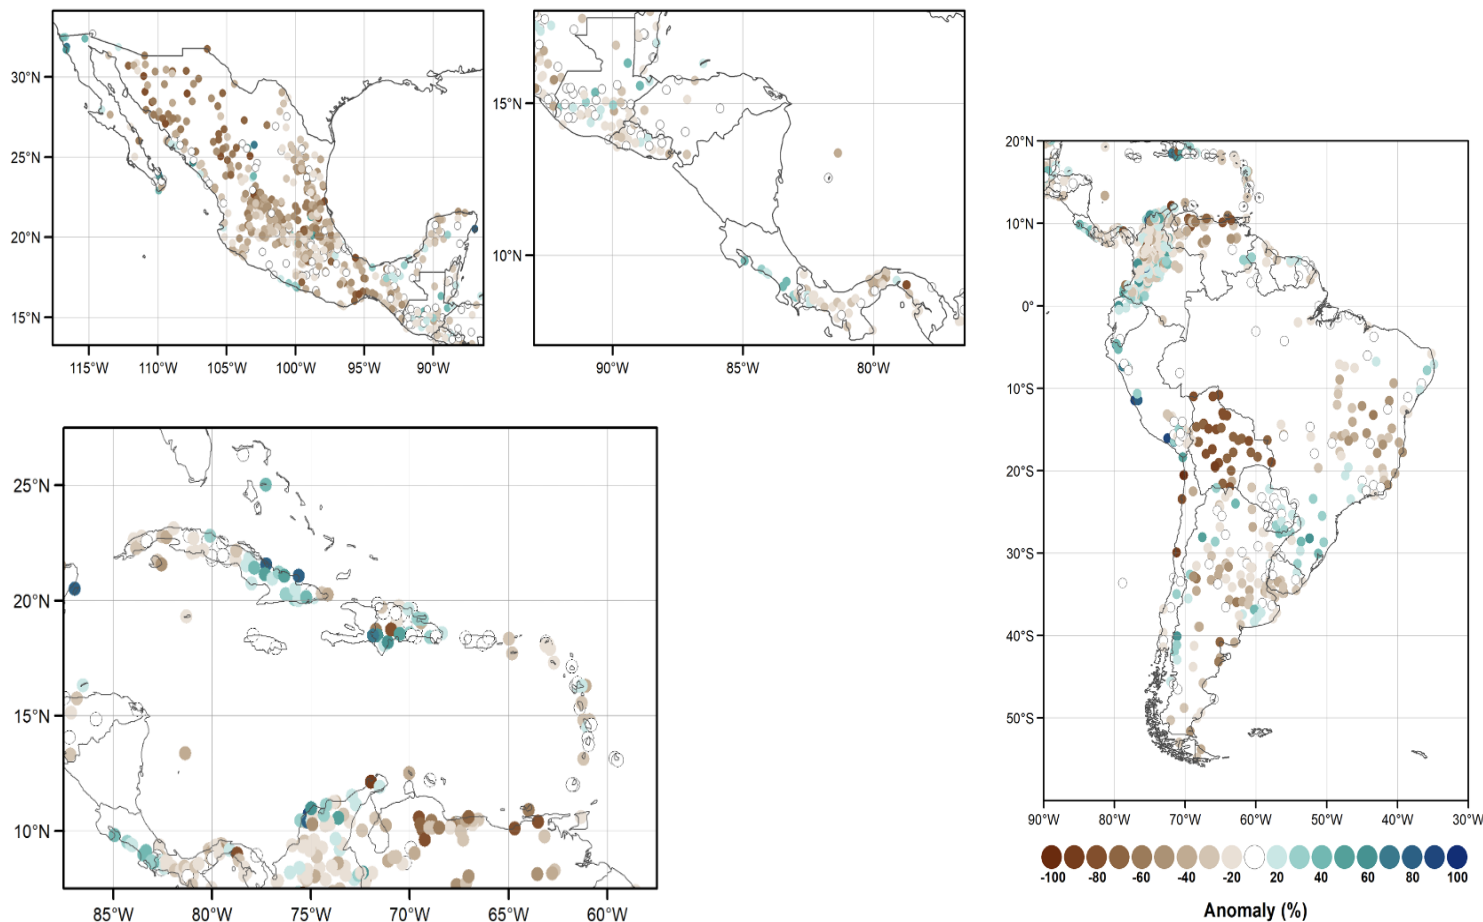 30°N
25°N
20°N
15°N
115°W 110°W 105°W 100°W 95°W 90°W
15°N
10°N
90°W 85°W 80°W
20°N
10°N
0°
10°S
20°S
30°S
40°S
50°S
90°W 80°W 70°W 60°W 50°W 40°W 30°W
25°N
20°N
15°N
10°N
85°W 80°W 75°W 70°W 65°W 60°W
-100 -80 -60 -40 -20 20 40 60 80 100
Anomaly (%)